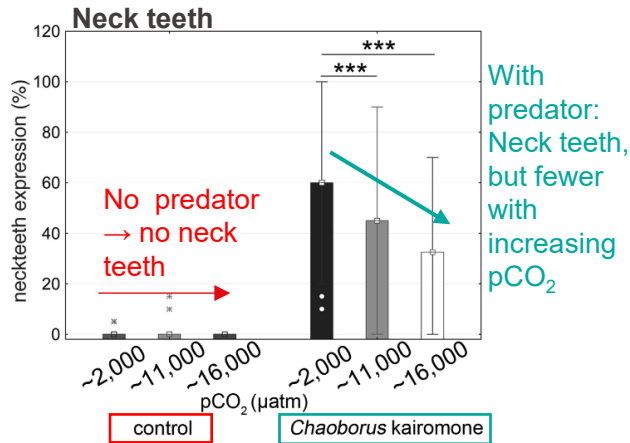 Neck teeth
neckteeth expression (%)
120
100
80
60
40
20
0
***
***
No predator
→ no neck
teeth
With
predator:
Neck teeth,
but fewer
with
increasing
pCO₂
~2,000
~11,000
~16,000
~2,000
~11,000
~16,000
pCO₂ (µatm)
control
Chaoborus kairomone